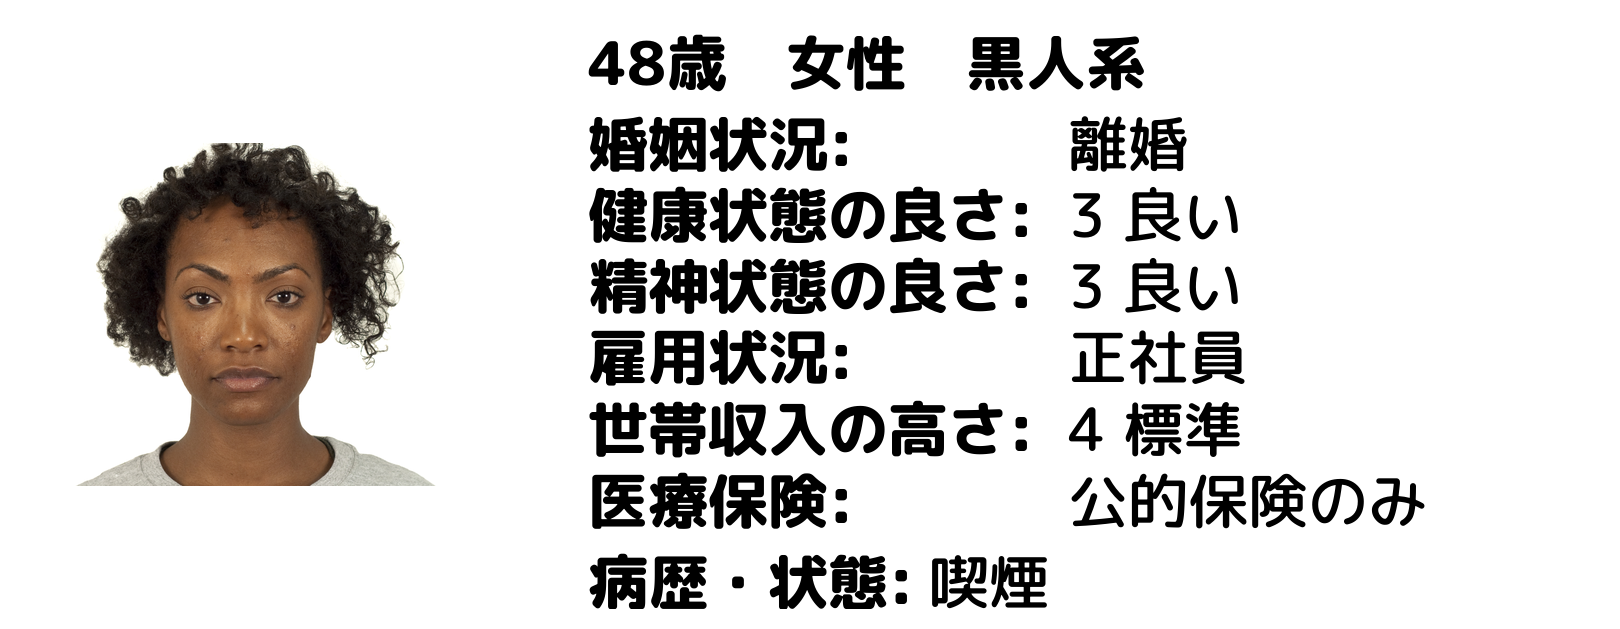 48歳　女性　黒人系
婚姻状況:　離婚
健康状態の良さ:　3 良い
精神状態の良さ:　3 良い
雇用状況:　正社員
世帯収入の高さ:　4 標準
医療保険:　公的保険のみ
病歴・状態: 喫煙